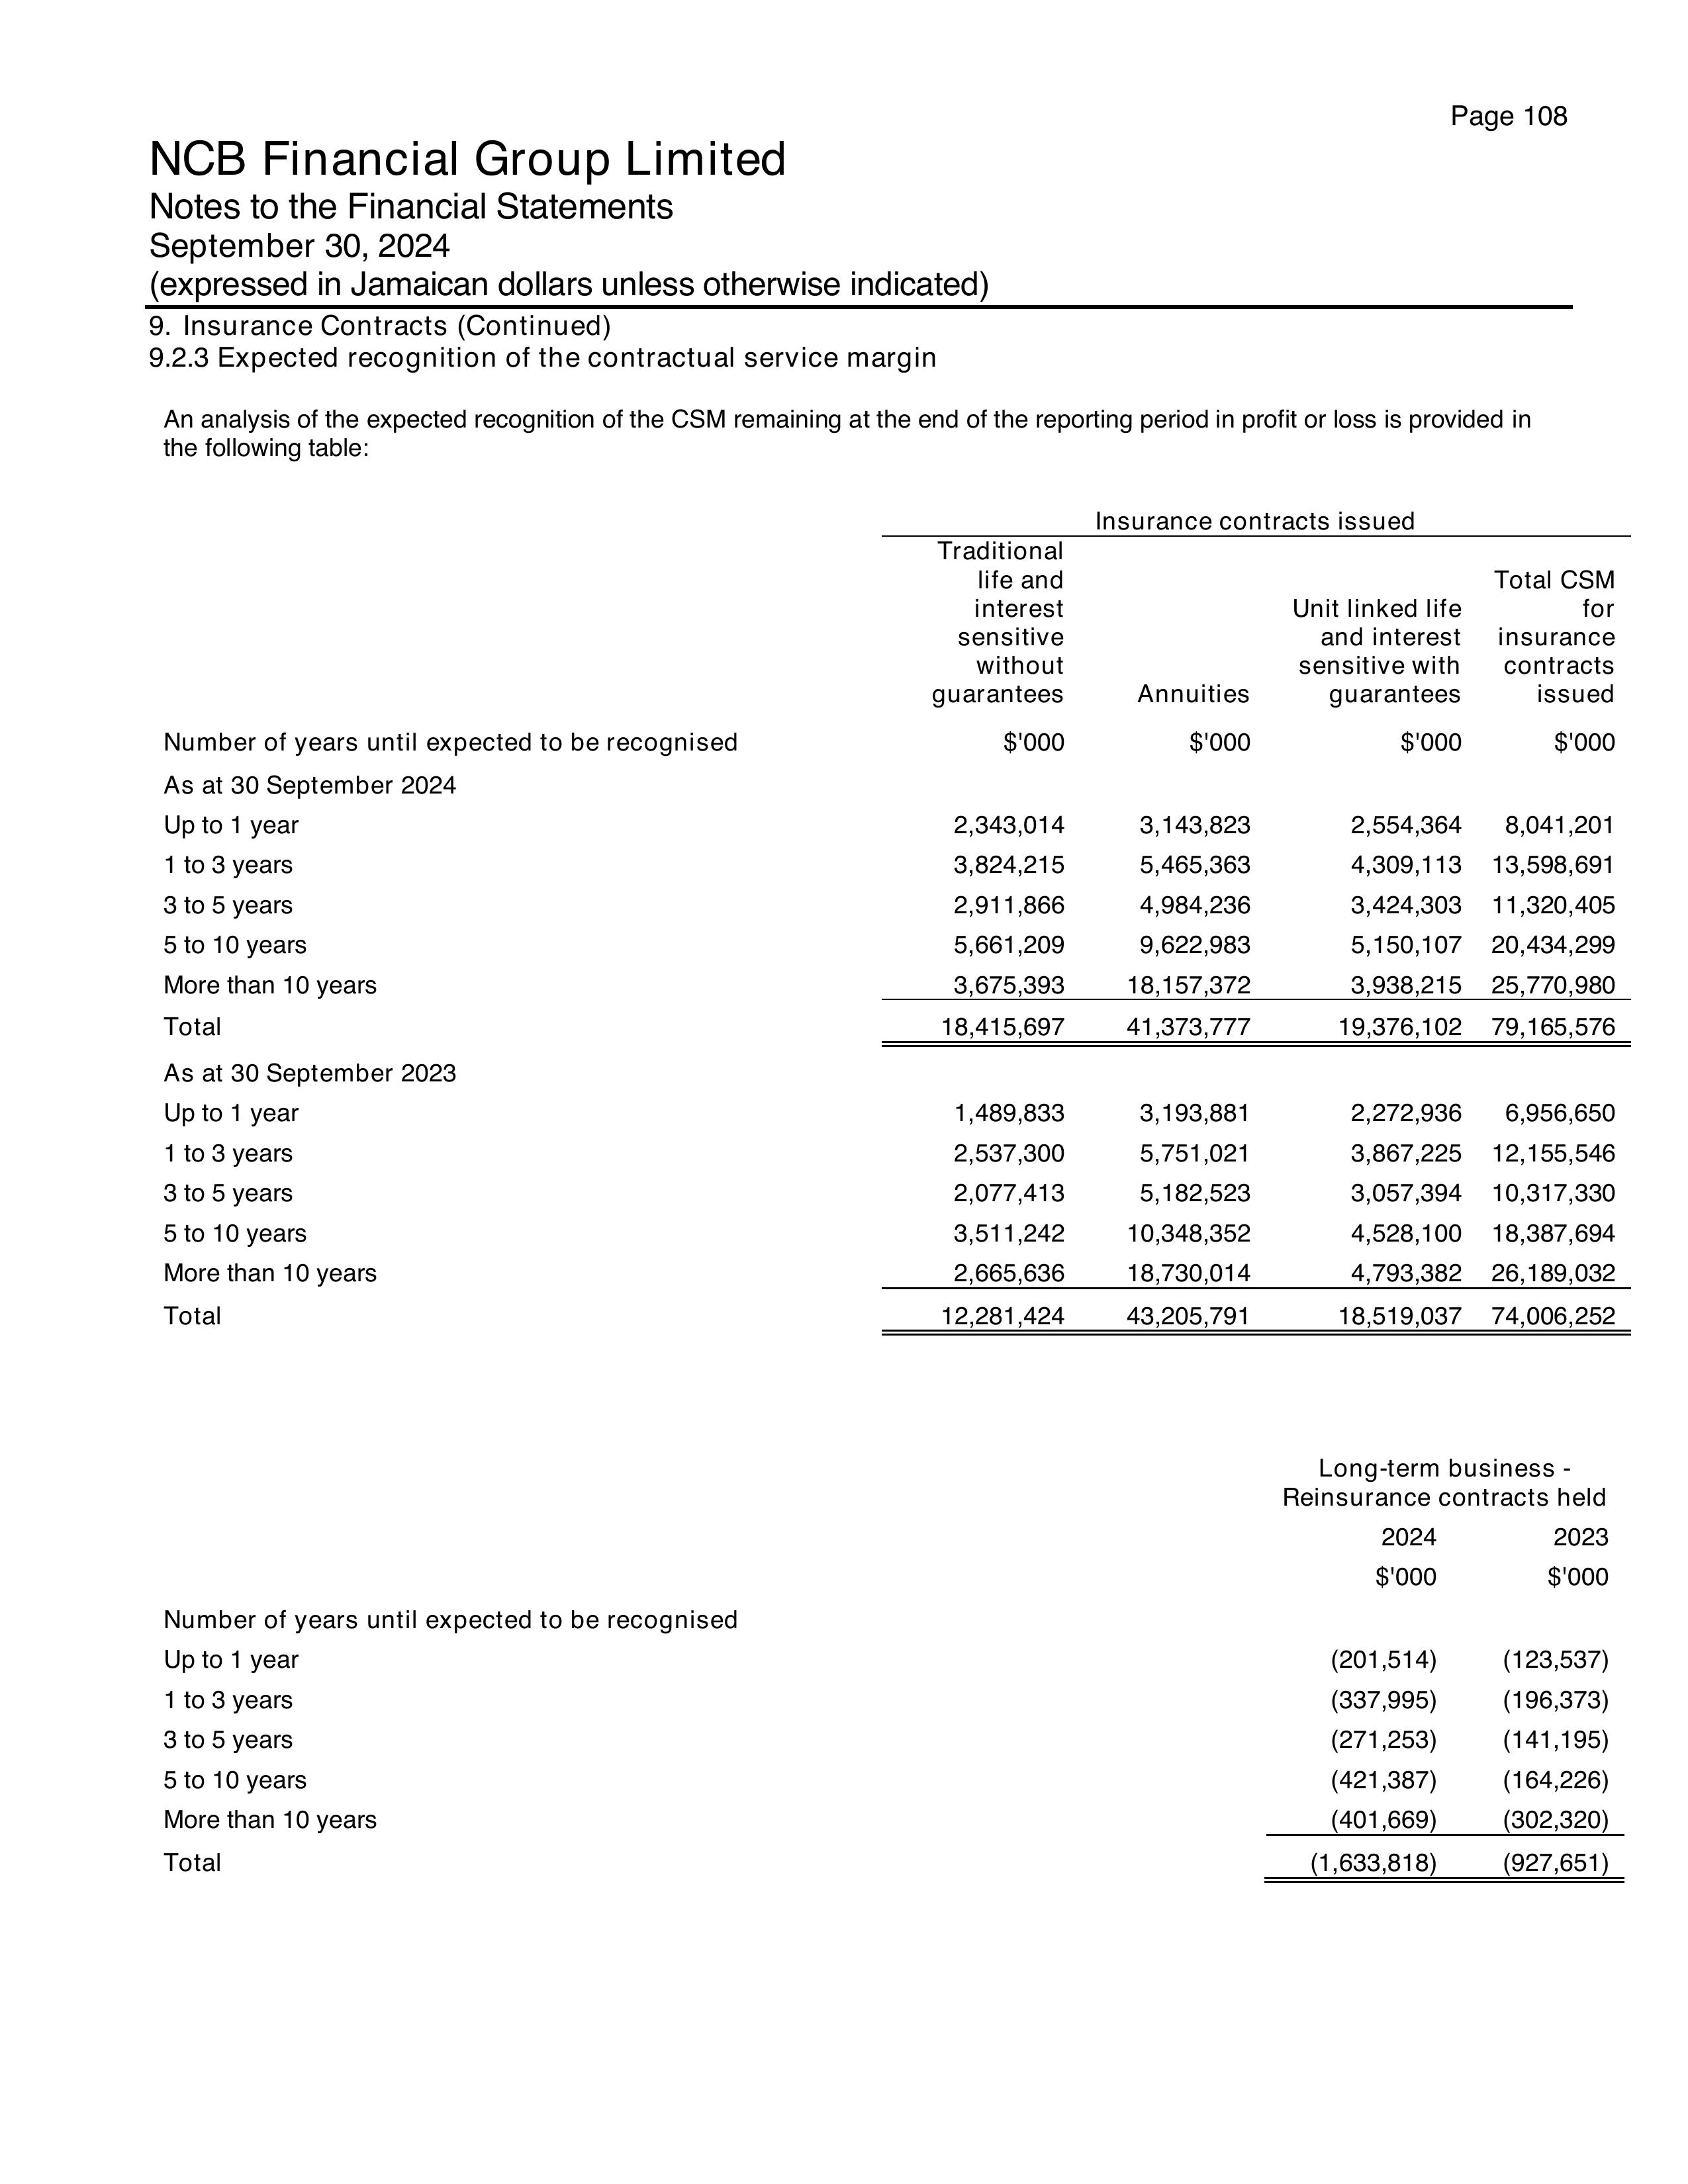 Page 108
NCB Financial Group Limited
Notes to the Financial Statements
September 30, 2024
(expressed in Jamaican dollars unless otherwise indicated)
9. Insurance Contracts (Continued)
9.2.3 Expected recognition of the contractual service margin
An analysis of the expected recognition of the CSM remaining at the end of the reporting period in profit or loss is provided in
the following table:
Insurance contracts issued
Traditional
life and Total CSM
interest Unit linked life for
sensitive and interest insurance
without sensitive with contracts
guarantees Annuities guarantees issued
Number of years until expected to be recognised $'000 $'000 $'000 $'000
As at 30 September 2024
Up to 1 year 2,343,014 3,143,823 2,554,364 8,041,201
1 to 3 years 3,824,215 5,465,363 4,309,113 13,598,691
3 to 5 years 2,911,866 4,984,236 3,424,303 11,320,405
5 to 10 years 5,661,209 9,622,983 5,150,107 20,434,299
More than 10 years 3,675,393 18,157,372 3,938,215 25,770,980
Total 18,415,697 41,373,777 19,376,102 79,165,576
As at 30 September 2023
Up to 1 year 1,489,833 3,193,881 2,272,936 6,956,650
1 to 3 years 2,537,300 5,751,021 3,867,225 12,155,546
3 to 5 years 2,077,413 5,182,523 3,057,394 10,317,330
5 to 10 years 3,511,242 10,348,352 4,528,100 18,387,694
More than 10 years 2,665,636 18,730,014 4,793,382 26,189,032
Total 12,281,424 43,205,791 18,519,037 74,006,252
Long-term business -
Reinsurance contracts held
2024 2023
$'000 $'000
Number of years until expected to be recognised
Up to 1 year (201,514) (123,537)
1 to 3 years (337,995) (196,373)
3 to 5 years (271,253) (141,195)
5 to 10 years (421,387) (164,226)
More than 10 years (401,669) (302,320)
Total (1,633,818) (927,651)